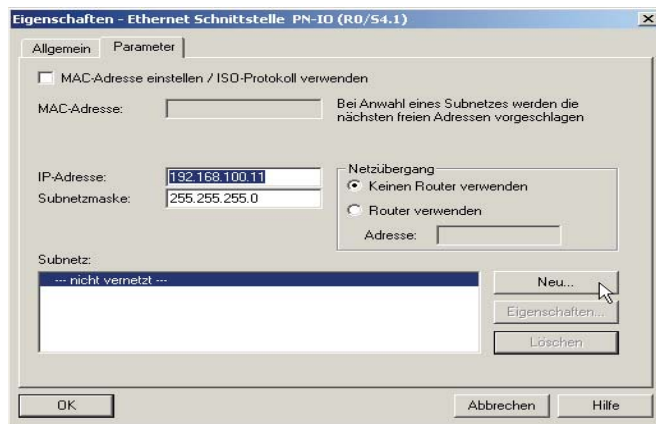 Eigenschaften - Ethernet Schnittstelle PN-IO (R0/S4.1)
Allgemein Parameter
MAC-Adresse einstellen / ISO-Protokoll verwenden
MAC-Adresse:
Bei Anwahl eines Subnetzes werden die
nächsten freien Adressen vorgeschlagen
IP-Adresse: 192.168.100.11
Subnetzmaske: 255.255.255.0
Netzübergang
Keinen Router verwenden
Router verwenden
Adresse:
Subnetz:
--- nicht vernetzt ---
Neu...
Eigenschaften...
Löschen
OK Abbrechen Hilfe